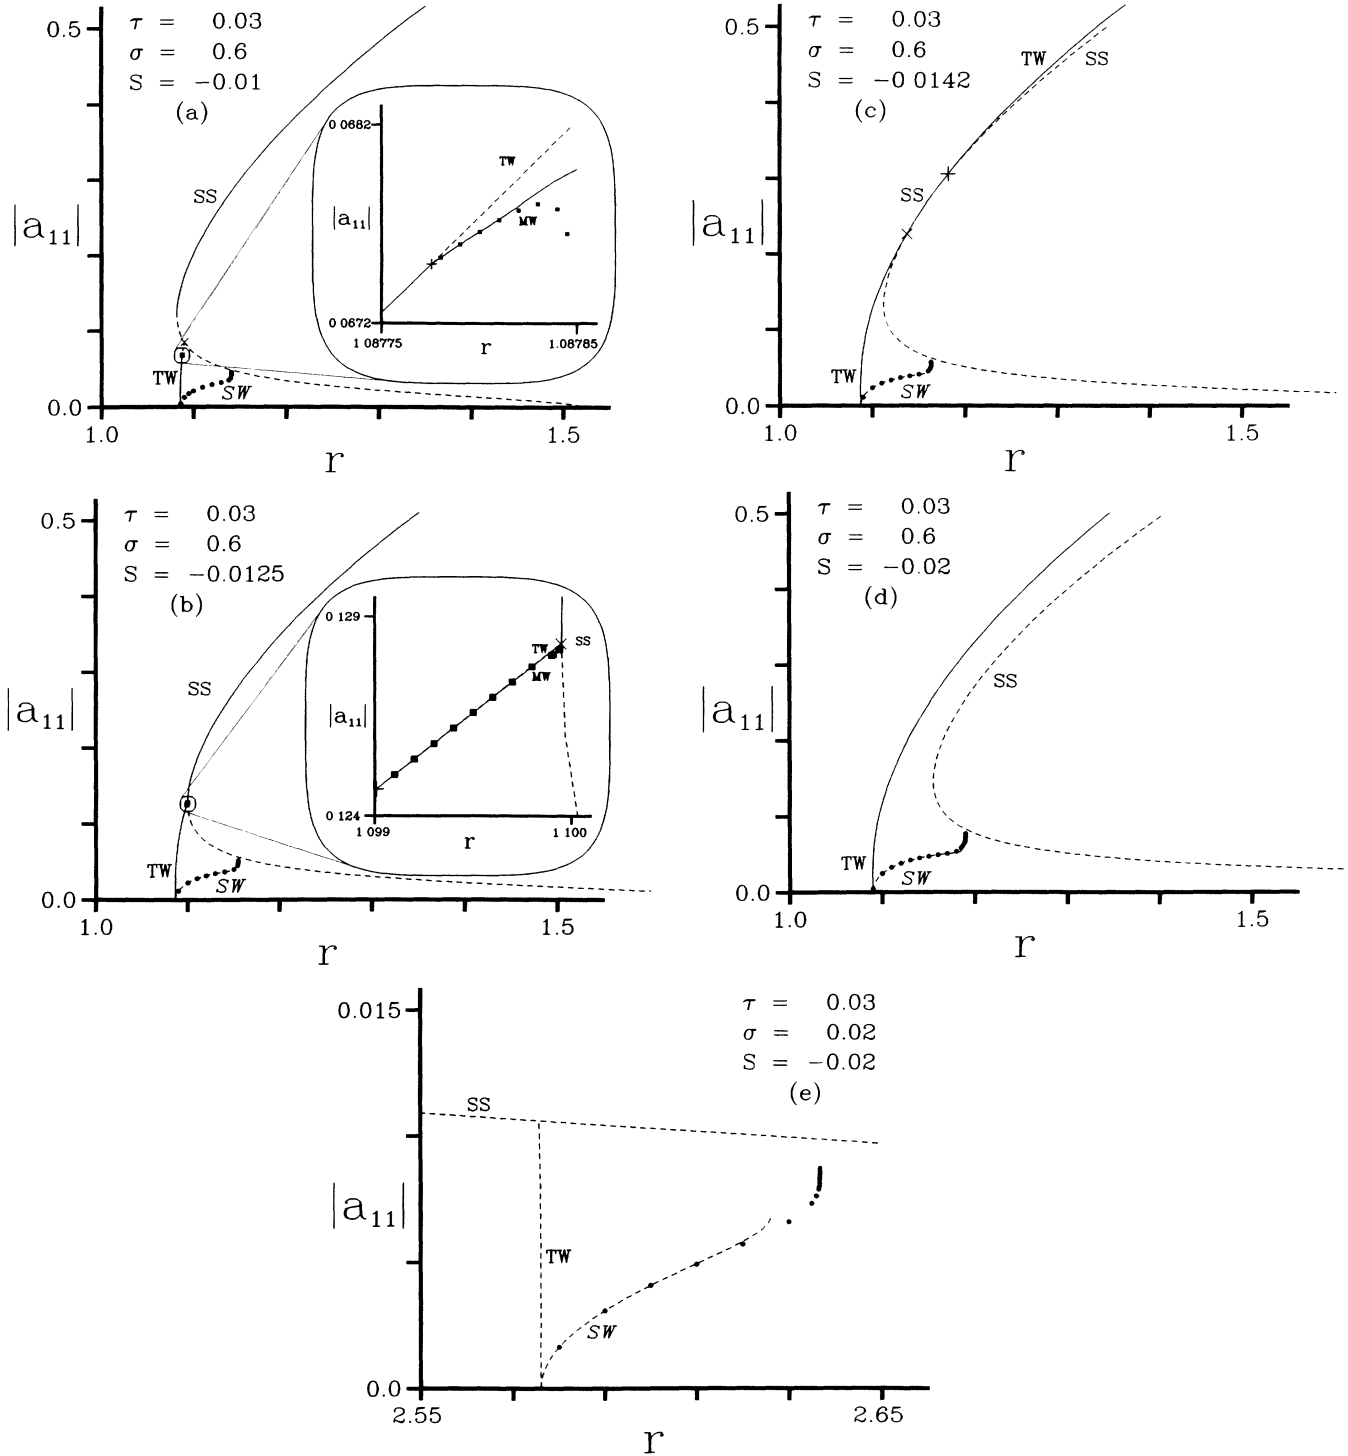 0.5
τ = 0.03
σ = 0.6
S = −0.01
(a)
SS
|a₁₁|
TW
SW
0.0
1.0
1.5
r
0 0682
TW
|a₁₁|
MW
0 0672
1 08775
r
1.08785
0.5
τ = 0.03
σ = 0.6
S = −0 0142
(c)
TW
SS
SS
|a₁₁|
TW
SW
0.0
1.0
1.5
r
0.5
τ = 0.03
σ = 0.6
S = −0.0125
(b)
SS
|a₁₁|
TW
SW
0.0
1.0
1.5
r
0 129
TW
SS
MW
|a₁₁|
0 124
1 099
r
1 100
0.5
τ = 0.03
σ = 0.6
S = −0.02
(d)
SS
|a₁₁|
TW
SW
0.0
1.0
1.5
r
0.015
τ = 0.03
σ = 0.02
S = −0.02
(e)
SS
|a₁₁|
TW
SW
0.0
2.55
2.65
r